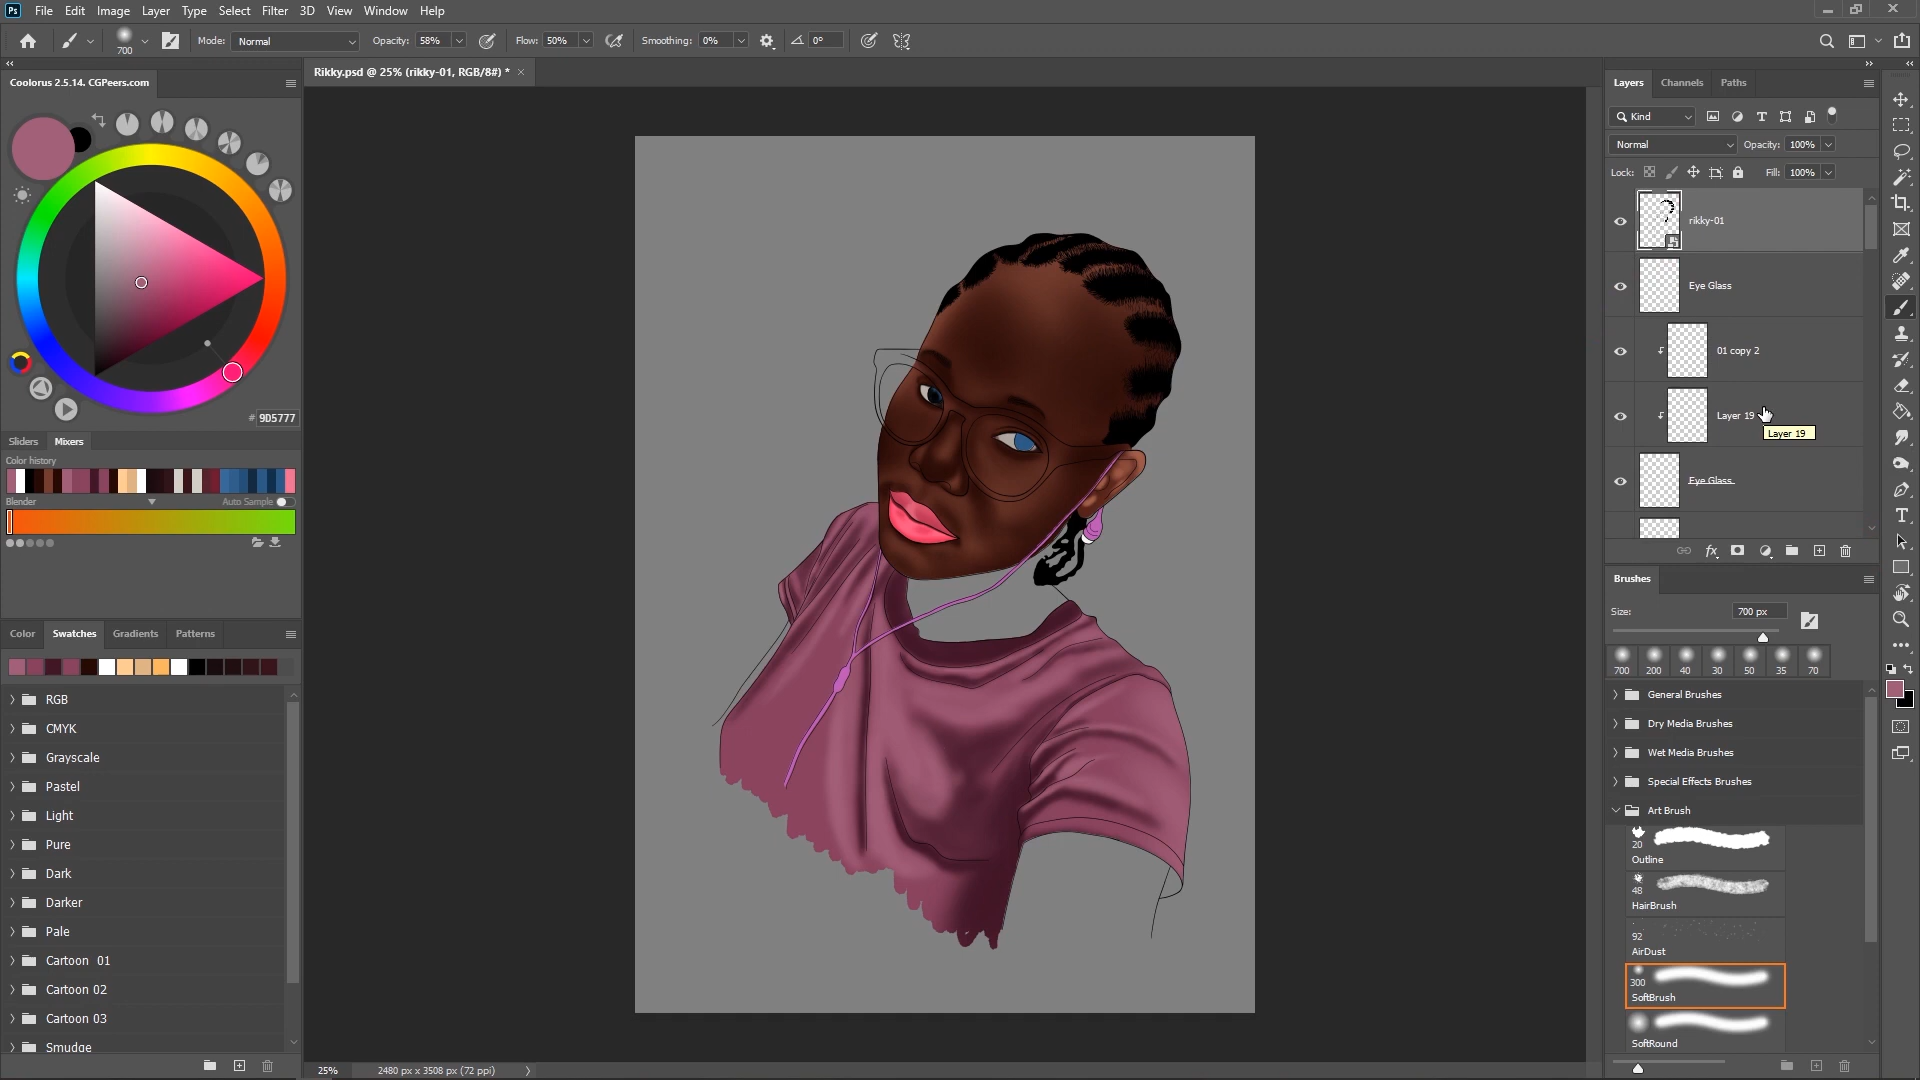 Ps File Edit Image Layer Type Select Filter 3D View Window Help
700 Mode: Normal Opacity: 58% Flow: 50% Smoothing: 0% 0°
Coolorus 2.5.14. CGPeers.com
# 9D5777
Sliders Mixers
Color history
Blender Auto Sample
Color Swatches Gradients Patterns
RGB
CMYK
Grayscale
Pastel
Light
Pure
Dark
Darker
Pale
Cartoon 01
Cartoon 02
Cartoon 03
Smudge
Rikky.psd @ 25% (rikky-01, RGB/8#) *
25% 2480 px x 3508 px (72 ppi)
Layers Channels Paths
Kind
Normal Opacity: 100%
Lock: Fill: 100%
rikky-01
Eye Glass
01 copy 2
Layer 19
Layer 19
Eye Glass
fx
Brushes
Size: 700 px
700 200 40 30 50 35 70
General Brushes
Dry Media Brushes
Wet Media Brushes
Special Effects Brushes
Art Brush
20
Outline
48
HairBrush
92
AirDust
300
SoftBrush
SoftRound